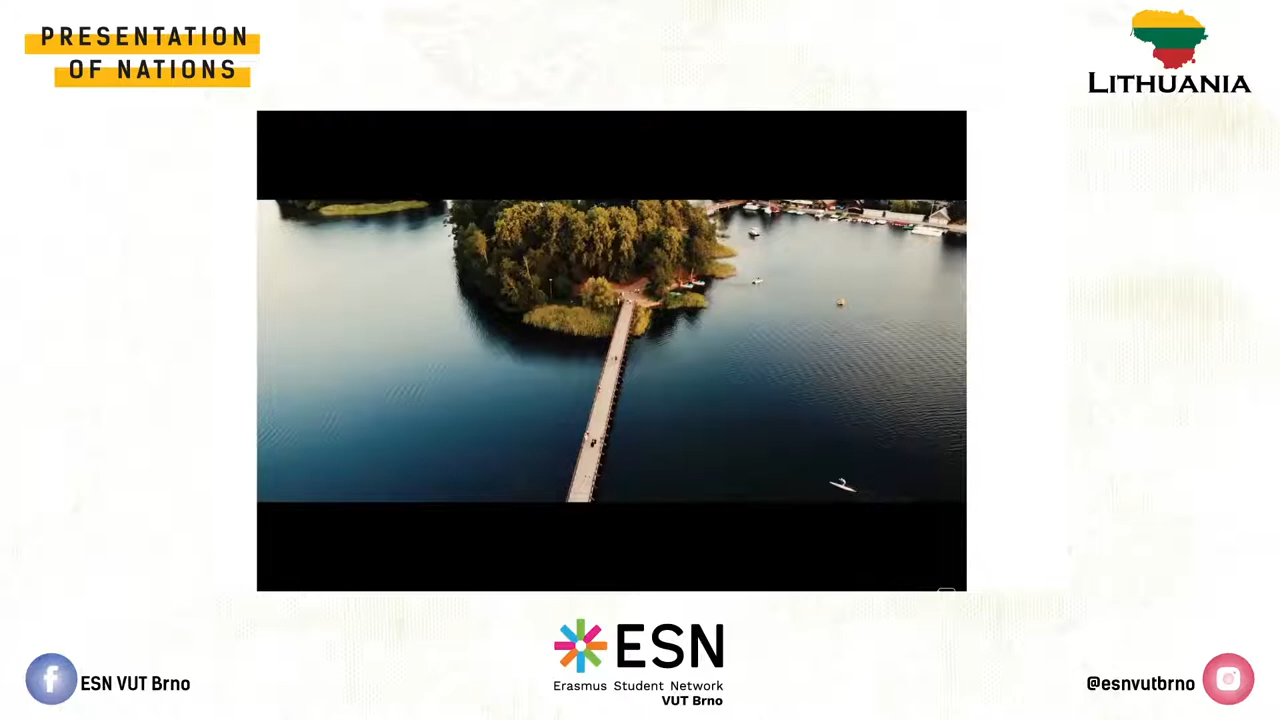 PRESENTATION
OF NATIONS
LITHUANIA
ESN
Erasmus Student Network
VUT Brno
ESN VUT Brno
@esnvutbrno